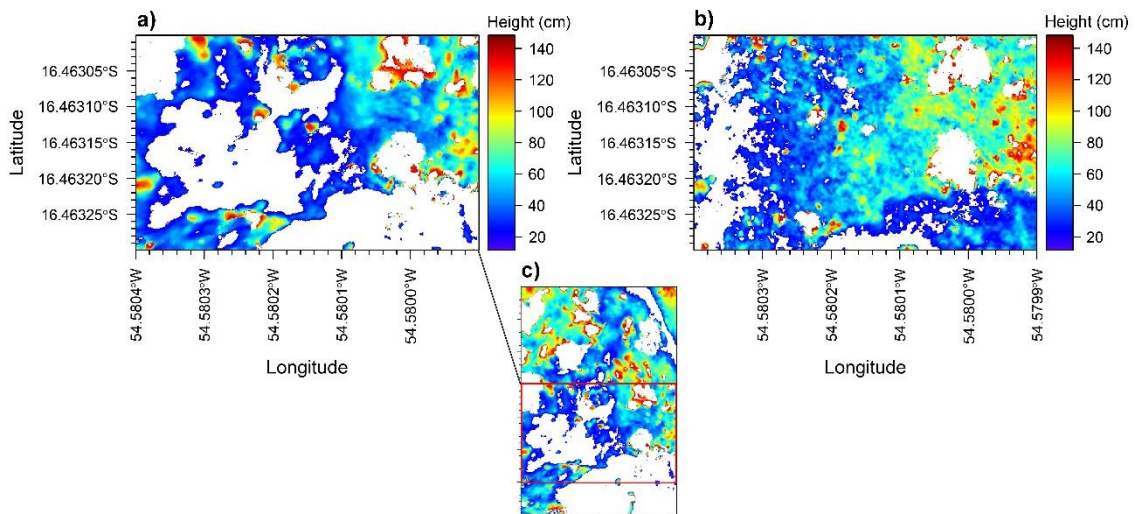 a)
Height (cm)
140
120
100
80
60
40
20
16.46305°S
16.46310°S
16.46315°S
16.46320°S
16.46325°S
Latitude
54.5804°W
54.5803°W
54.5802°W
54.5801°W
54.5800°W
Longitude
b)
Height (cm)
140
120
100
80
60
40
20
16.46305°S
16.46310°S
16.46315°S
16.46320°S
16.46325°S
Latitude
54.5803°W
54.5802°W
54.5801°W
54.5800°W
54.5799°W
Longitude
c)